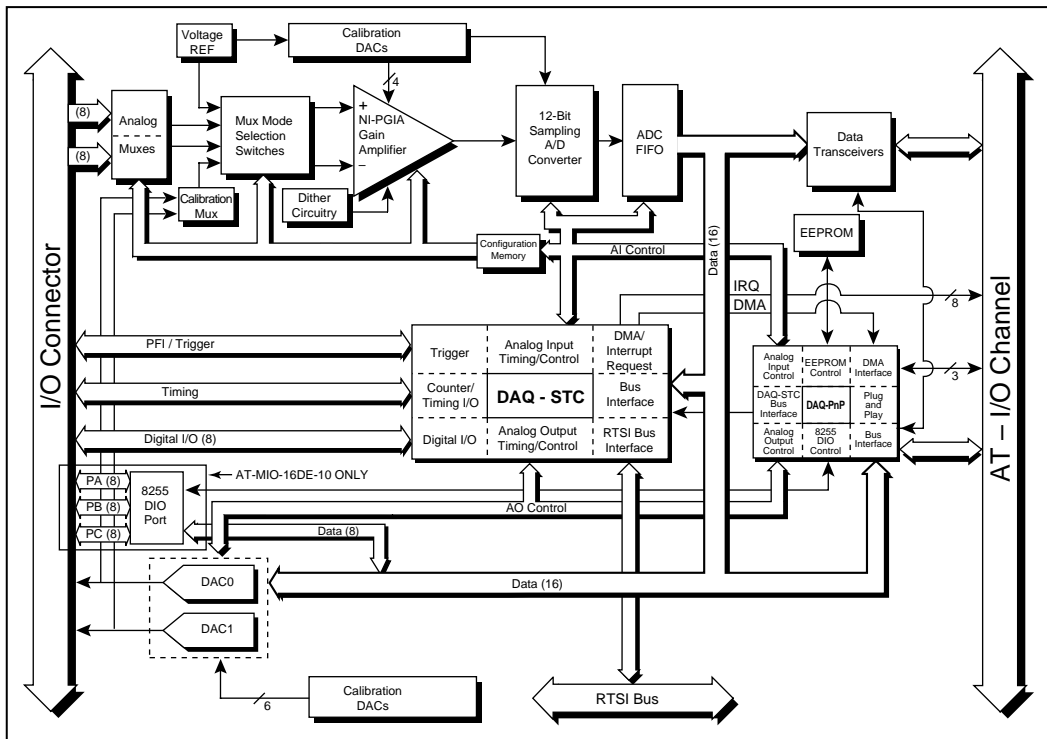 Voltage
REF
Calibration
DACs
4
(8)
(8)
Analog
Muxes
Mux Mode
Selection
Switches
+
NI-PGIA
Gain
Amplifier
–
12-Bit
Sampling
A/D
Converter
ADC
FIFO
Data
Transceivers
Calibration
Mux
Dither
Circuitry
Configuration
Memory
AI Control
Data (16)
EEPROM
IRQ
DMA
8
3
I/O Connector
AT – I/O Channel
PFI / Trigger
Timing
Digital I/O (8)
Trigger
Analog Input
Timing/Control
DMA/
Interrupt
Request
Counter/
Timing I/O
DAQ - STC
Bus
Interface
Digital I/O
Analog Output
Timing/Control
RTSI Bus
Interface
Analog
Input
Control
EEPROM
Control
DMA
Interface
DAQ-STC
Bus
Interface
DAQ-PnP
Plug
and
Play
Analog
Output
Control
8255
DIO
Control
Bus
Interface
AT-MIO-16DE-10 ONLY
PA (8)
PB (8)
PC (8)
8255
DIO
Port
AO Control
Data (8)
DAC0
Data (16)
DAC1
6
Calibration
DACs
RTSI Bus